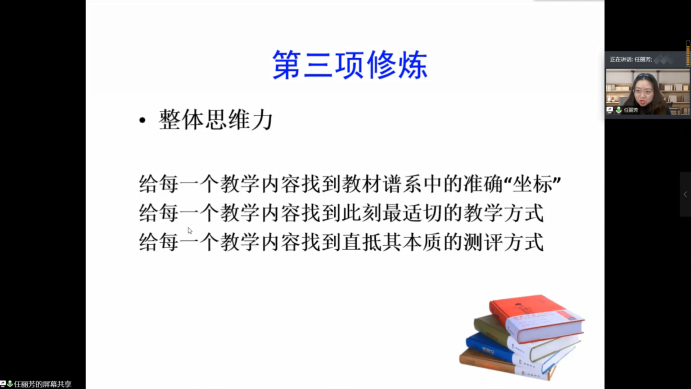 第三项修炼
• 整体思维力
给每一个教学内容找到教材谱系中的准确“坐标”
给每一个教学内容找到此刻最适切的教学方式
给每一个教学内容找到直抵其本质的测评方式
正在讲话: 任丽芳;
任丽芳
任丽芳的屏幕共享